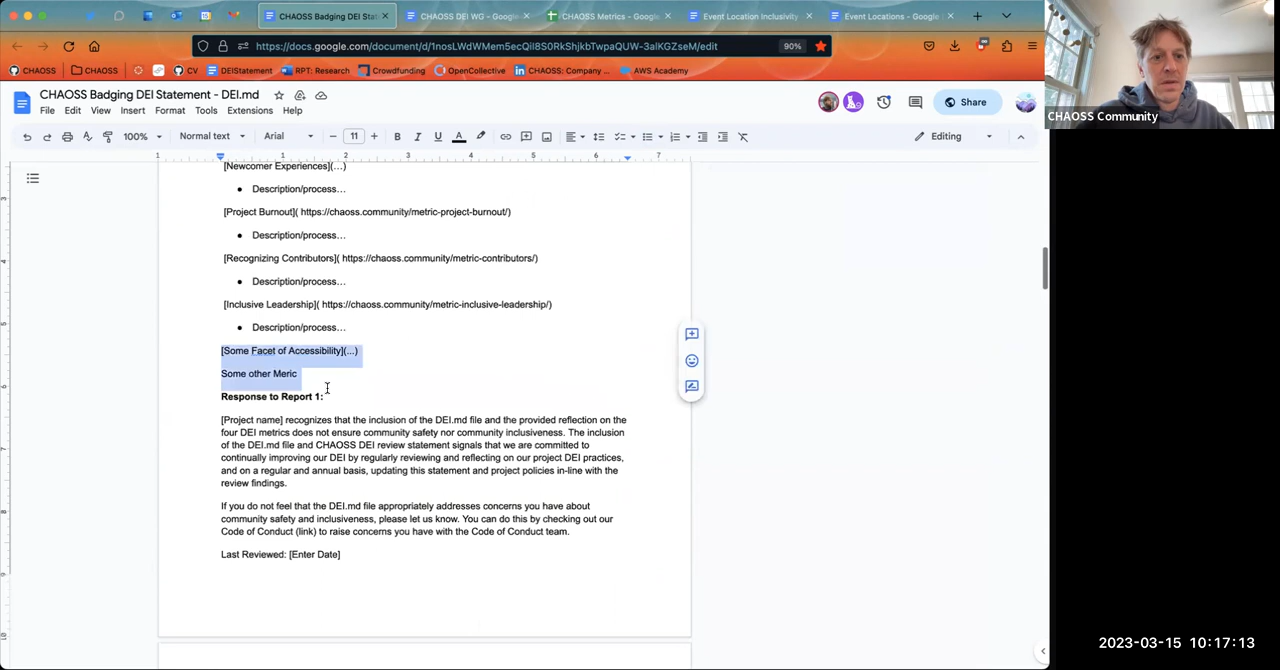 CHAOSS Badging DEI Stat
CHAOSS DEI WG - Google
CHAOSS Metrics - Google
Event Location Inclusivity
Event Locations - Google
https://docs.google.com/document/d/1nosLWdWMem5ecQiI8S0RkShjkbTwpaQUW-3alKGZseM/edit
90%
CHAOSS
CHAOSS
CV
DEIStatement
RPT: Research
Crowdfunding
OpenCollective
CHAOSS: Company ...
AWS Academy
CHAOSS Community
CHAOSS Badging DEI Statement - DEI.md
Share
File Edit View Insert Format Tools Extensions Help
100% Normal text Arial 11 B I U A Editing
1 1 2 3 4 5 6 7
[Newcomer Experiences](…)
● Description/process…
[Project Burnout]( https://chaoss.community/metric-project-burnout/)
● Description/process…
[Recognizing Contributors]( https://chaoss.community/metric-contributors/)
● Description/process…
[Inclusive Leadership]( https://chaoss.community/metric-inclusive-leadership/)
● Description/process…
[Some Facet of Accessibility](...)
Some other Meric
Response to Report 1:
[Project name] recognizes that the inclusion of the DEI.md file and the provided reflection on the
four DEI metrics does not ensure community safety nor community inclusiveness. The inclusion
of the DEI.md file and CHAOSS DEI review statement signals that we are committed to
continually improving our DEI by regularly reviewing and reflecting on our project DEI practices,
and on a regular and annual basis, updating this statement and project policies in-line with the
review findings.
If you do not feel that the DEI.md file appropriately addresses concerns you have about
community safety and inclusiveness, please let us know. You can do this by checking out our
Code of Conduct (link) to raise concerns you have with the Code of Conduct team.
Last Reviewed: [Enter Date]
2023-03-15 10:17:13